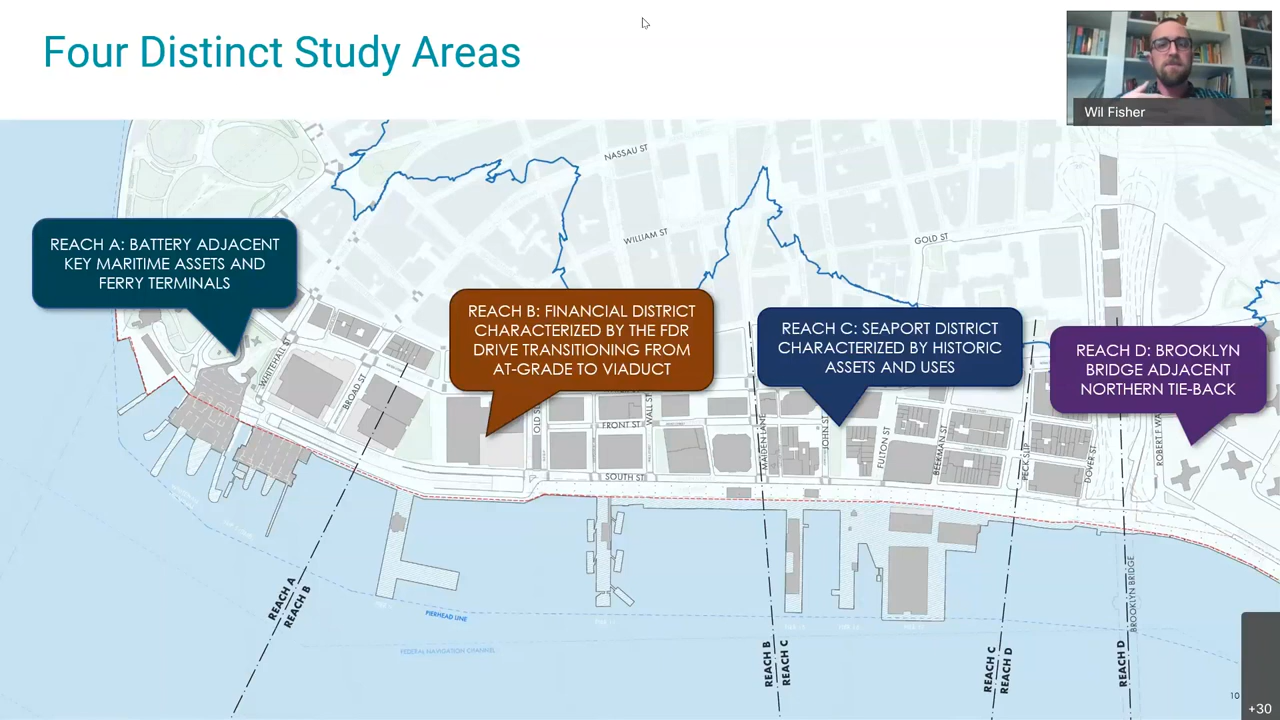 Four Distinct Study Areas
Wil Fisher
NASSAU ST
WILLIAM ST
GOLD ST
REACH A: BATTERY ADJACENT
KEY MARITIME ASSETS AND
FERRY TERMINALS
REACH B: FINANCIAL DISTRICT
CHARACTERIZED BY THE FDR
DRIVE TRANSITIONING FROM
AT-GRADE TO VIADUCT
REACH C: SEAPORT DISTRICT
CHARACTERIZED BY HISTORIC
ASSETS AND USES
REACH D: BROOKLYN
BRIDGE ADJACENT
NORTHERN TIE-BACK
WHITEHALL ST
BROAD ST
OLD
WALL ST
FRONT ST
MAIDEN LANE
JOHN ST
FULTON ST
BEEKMAN ST
PECK SLIP
DOVER ST
ROBERT F
SOUTH ST
REACH A
REACH B
PIERHEAD LINE
FEDERAL NAVIGATION CHANNEL
REACH B
REACH C
REACH C
REACH D
REACH D
BROOKLYN BRIDGE
10
+30